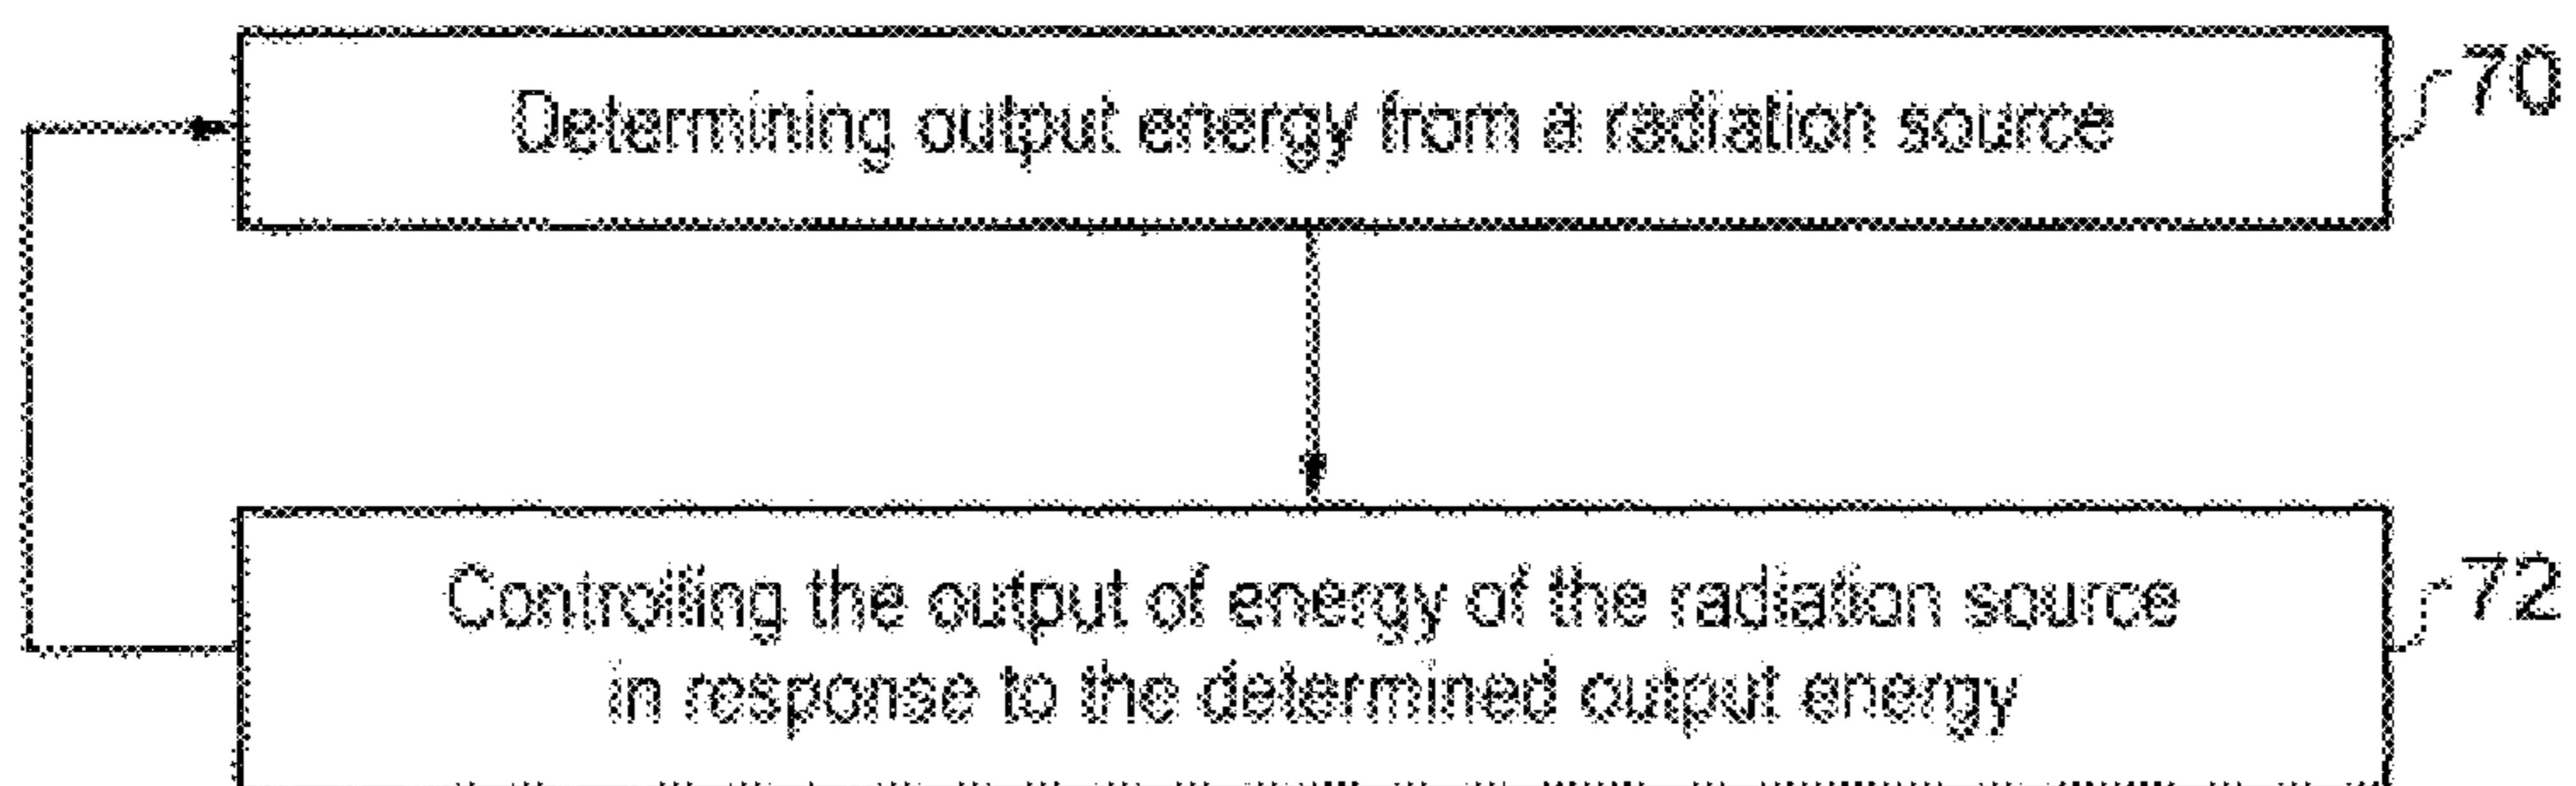 Determining output energy from a radiation source
70
Controlling the output of energy of the radiation source
in response to the determined output energy
72